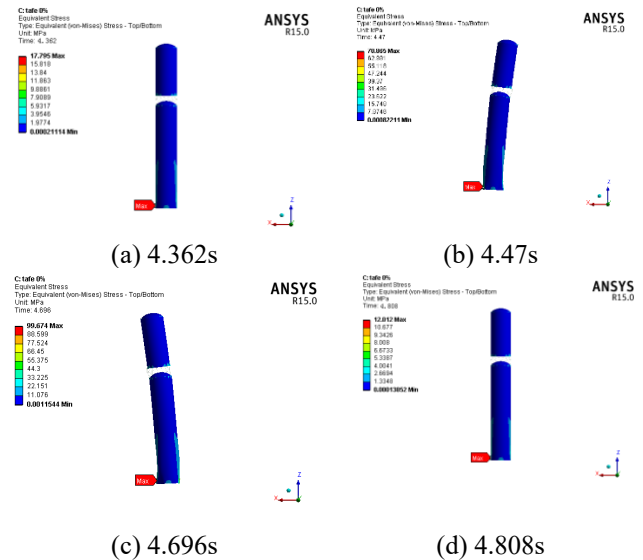 C: tafe 0%
Equivalent Stress
Type: Equivalent (von-Mises) Stress - Top/Bottom
Unit: MPa
Time: 4.362
17.795 Max
15.818
13.84
11.863
9.8861
7.9089
5.9317
3.9546
1.9774
0.00021114 Min
ANSYS
R15.0
Max
Z
X
(a) 4.362s
C: tafe 0%
Equivalent Stress
Type: Equivalent (von-Mises) Stress - Top/Bottom
Unit: MPa
Time: 4.47
62.991
55.118
47.244
39.37
31.496
23.622
15.749
7.8748
0.00082211 Min
ANSYS
R15.0
Max
Z
X
(b) 4.47s
C: tafe 0%
Equivalent Stress
Type: Equivalent (von-Mises) Stress - Top/Bottom
Unit: MPa
Time: 4.696
99.674 Max
88.599
77.524
66.45
55.375
44.3
33.225
22.151
11.076
0.0011544 Min
ANSYS
R15.0
Max
Z
X
(c) 4.696s
C: tafe 0%
Equivalent Stress
Type: Equivalent (von-Mises) Stress - Top/Bottom
Unit: MPa
Time: 4.808
12.012 Max
10.677
9.3426
8.008
6.6733
5.3387
4.0041
2.6694
1.3348
0.00013052 Min
ANSYS
R15.0
Max
Z
X
(d) 4.808s